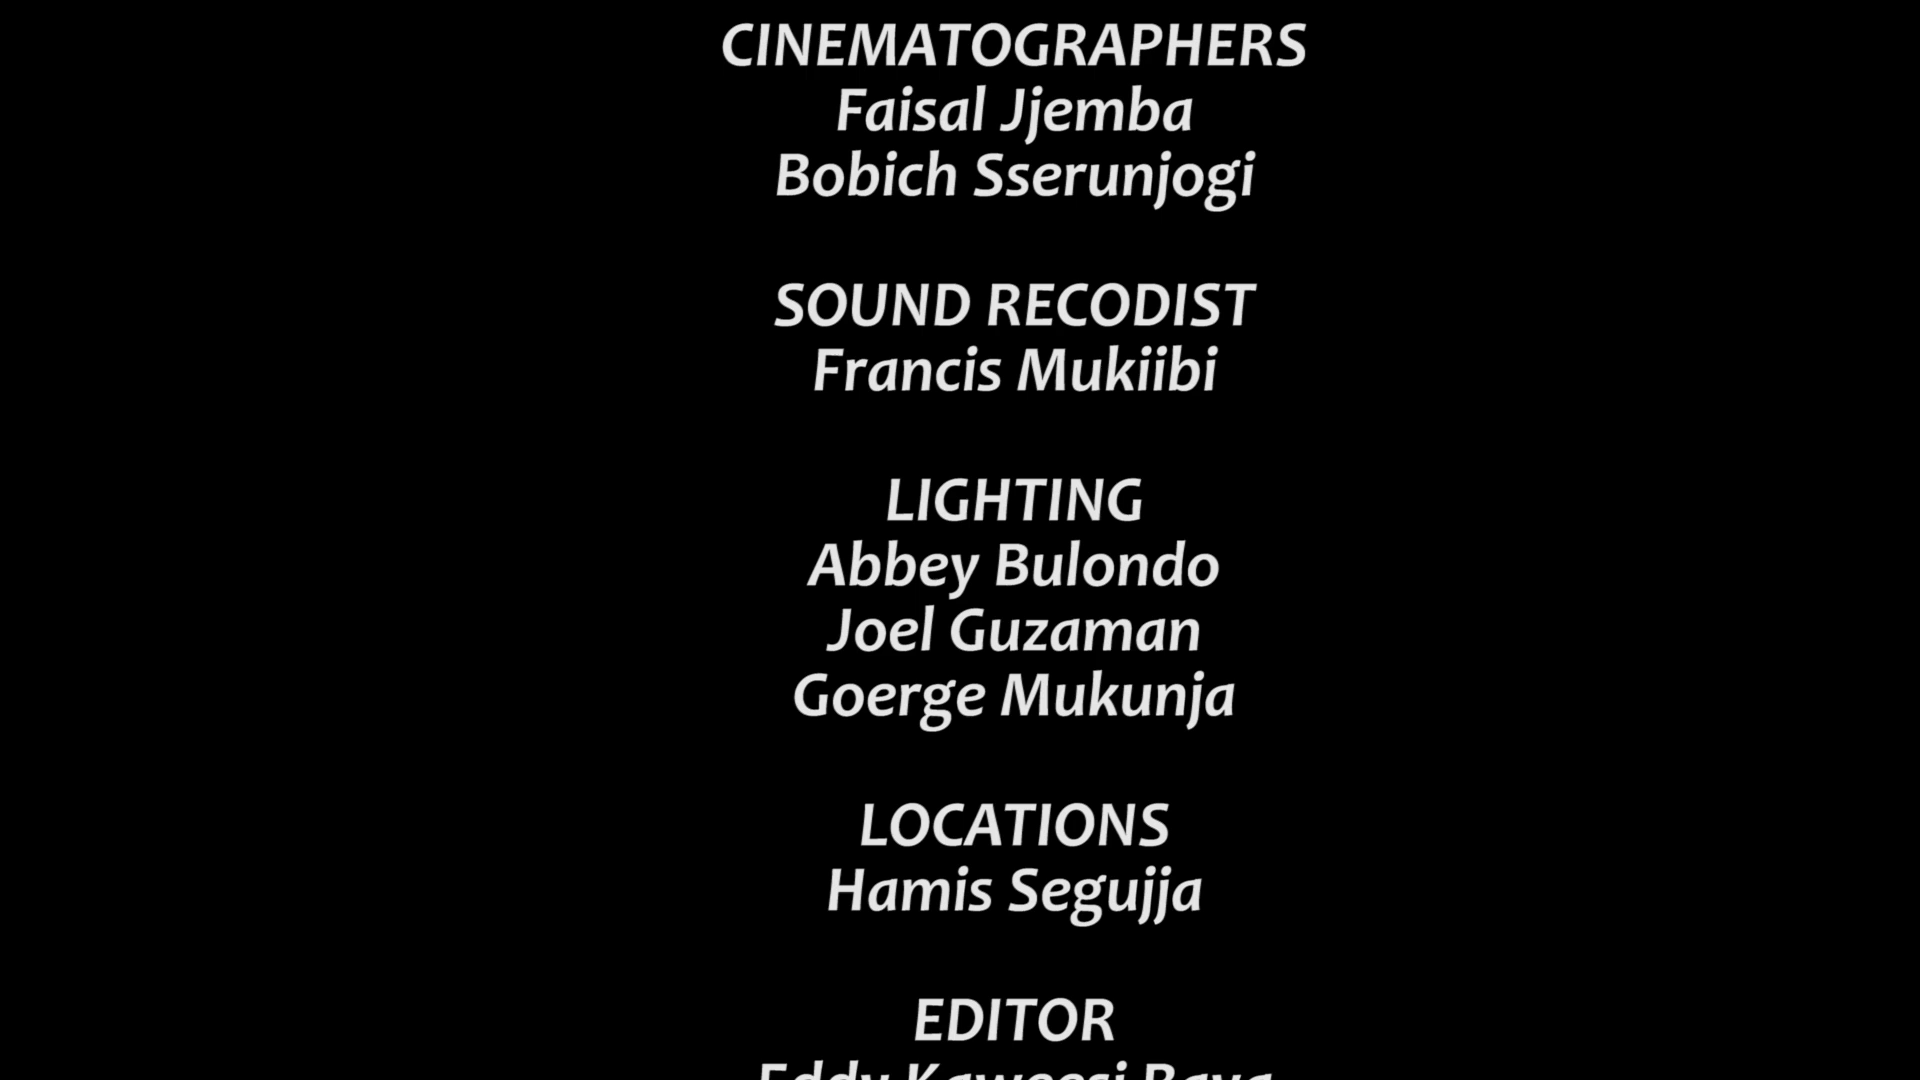 CINEMATOGRAPHERS
Faisal Jjemba
Bobich Sserunjogi
SOUND RECODIST
Francis Mukiibi
LIGHTING
Abbey Bulondo
Joel Guzaman
Goerge Mukunja
LOCATIONS
Hamis Segujja
EDITOR
Eddy